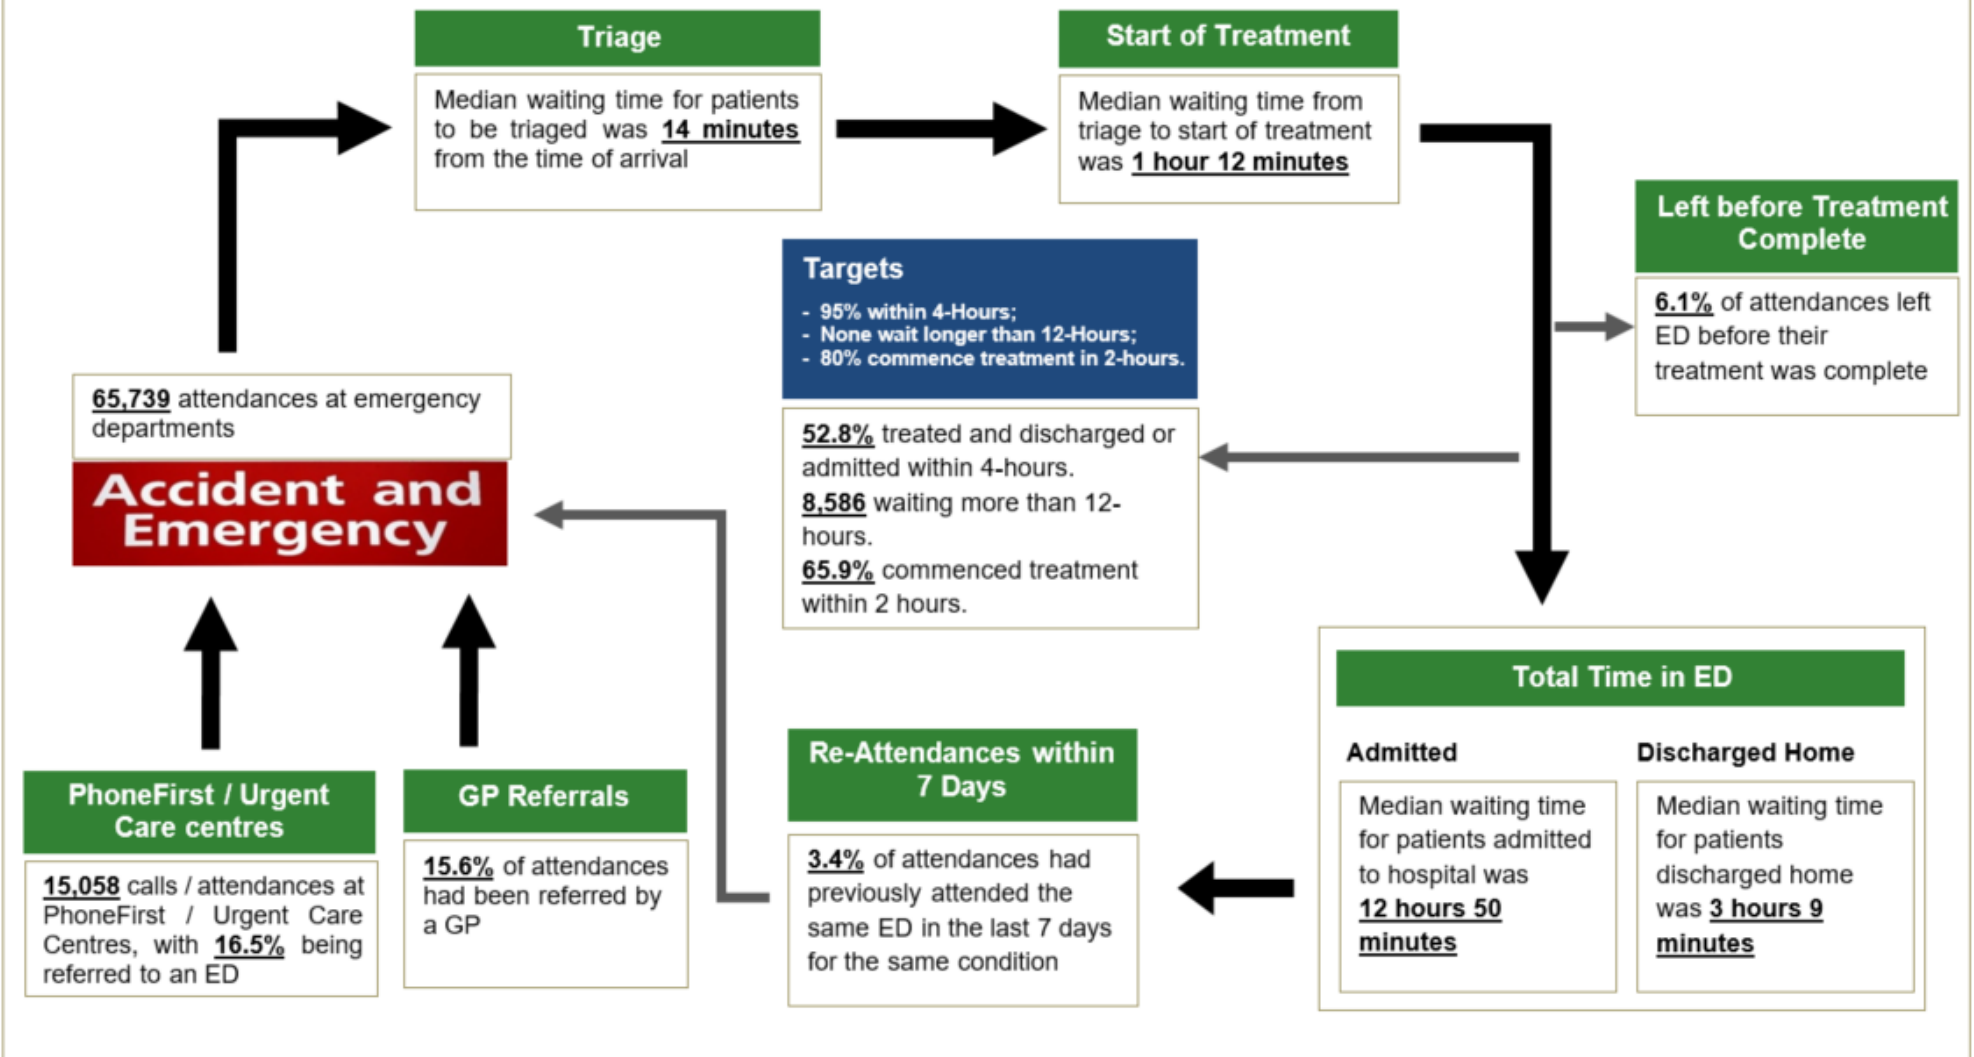 Triage
Median waiting time for patients
to be triaged was 14 minutes
from the time of arrival
Start of Treatment
Median waiting time from
triage to start of treatment
was 1 hour 12 minutes
Left before Treatment
Complete
6.1% of attendances left
ED before their
treatment was complete
Targets
- 95% within 4-Hours;
- None wait longer than 12-Hours;
- 80% commence treatment in 2-hours.
52.8% treated and discharged or
admitted within 4-hours.
8,586 waiting more than 12-
hours.
65.9% commenced treatment
within 2 hours.
65,739 attendances at emergency
departments
Accident and
Emergency
PhoneFirst / Urgent
Care centres
15,058 calls / attendances at
PhoneFirst / Urgent Care
Centres, with 16.5% being
referred to an ED
GP Referrals
15.6% of attendances
had been referred by
a GP
Re-Attendances within
7 Days
3.4% of attendances had
previously attended the
same ED in the last 7 days
for the same condition
Total Time in ED
Admitted
Median waiting time
for patients admitted
to hospital was
12 hours 50
minutes
Discharged Home
Median waiting time
for patients
discharged home
was 3 hours 9
minutes